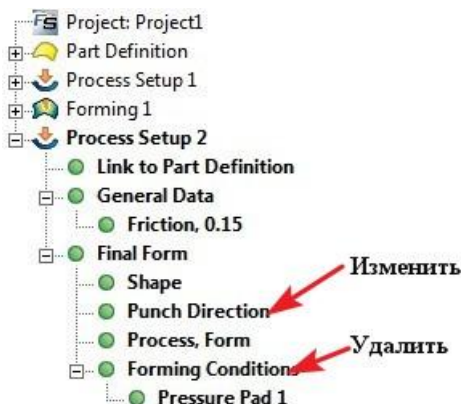 FS Project: Project1
Part Definition
Process Setup 1
Forming 1
Process Setup 2
Link to Part Definition
General Data
Friction, 0.15
Final Form
Shape
Изменить
Punch Direction
Process, Form
Удалить
Forming Conditions
Pressure Pad 1